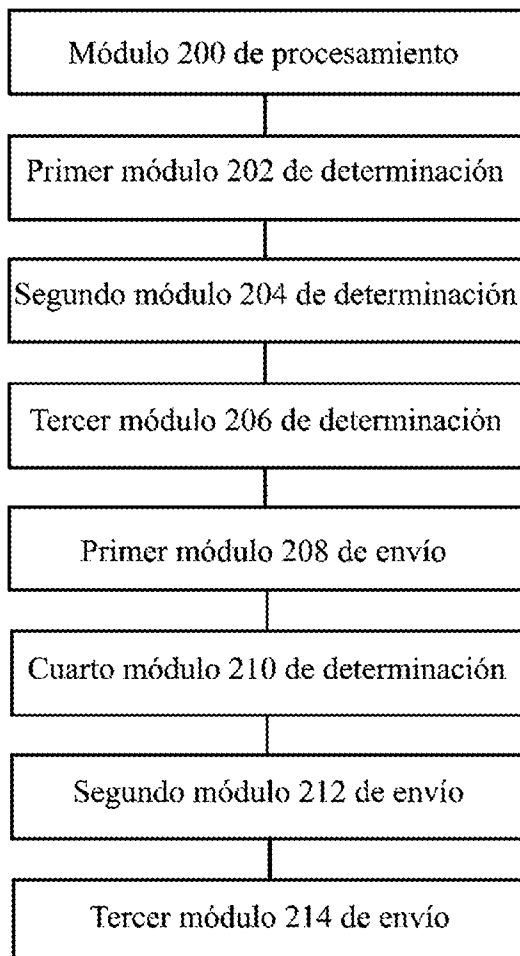 Módulo 200 de procesamiento
Primer módulo 202 de determinación
Segundo módulo 204 de determinación
Tercer módulo 206 de determinación
Primer módulo 208 de envío
Cuarto módulo 210 de determinación
Segundo módulo 212 de envío
Tercer módulo 214 de envío